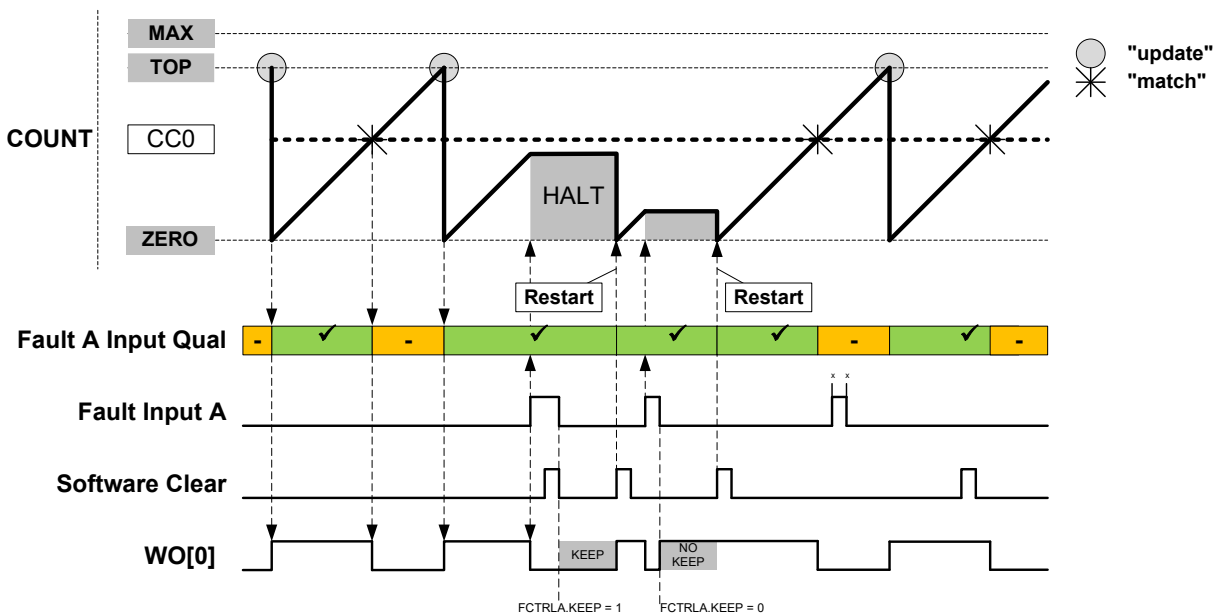 MAX
TOP
COUNT
CC0
ZERO
"update"
"match"
HALT
Restart
Restart
Fault A Input Qual
- ✓ - ✓ ✓ ✓ - ✓ -
Fault Input A
x x
Software Clear
WO[0]
KEEP
NO
KEEP
FCTRLA.KEEP = 1
FCTRLA.KEEP = 0